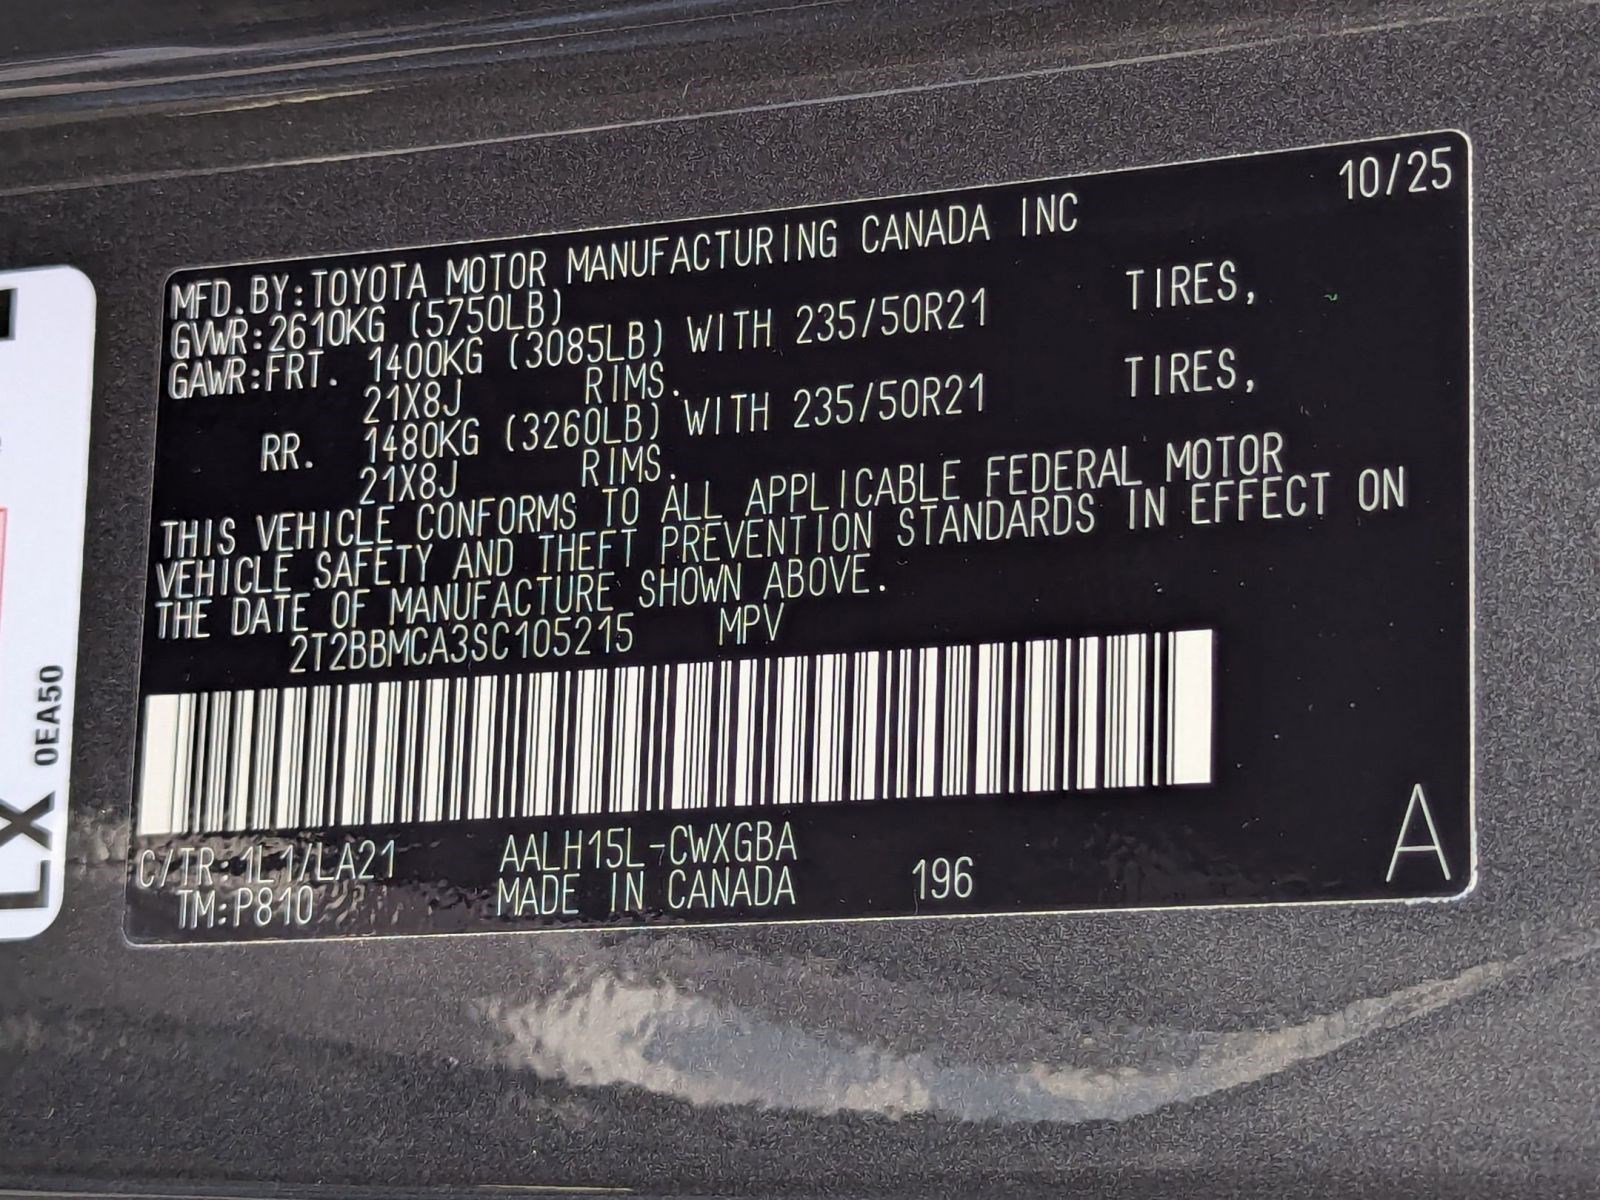 10/25
MFD.BY:TOYOTA MOTOR MANUFACTURING CANADA INC
GVWR:2610KG (5750LB)
GAWR:FRT. 1400KG (3085LB) WITH 235/50R21 TIRES,
21X8J RIMS.
RR. 1480KG (3260LB) WITH 235/50R21 TIRES,
21X8J RIMS.
THIS VEHICLE CONFORMS TO ALL APPLICABLE FEDERAL MOTOR
VEHICLE SAFETY AND THEFT PREVENTION STANDARDS IN EFFECT ON
THE DATE OF MANUFACTURE SHOWN ABOVE.
2T2BBMCA3SC105215 MPV
C/TR:1L1/LA21 AALH15L-CWXGBA
TM:P810 MADE IN CANADA 196
A
0EA50